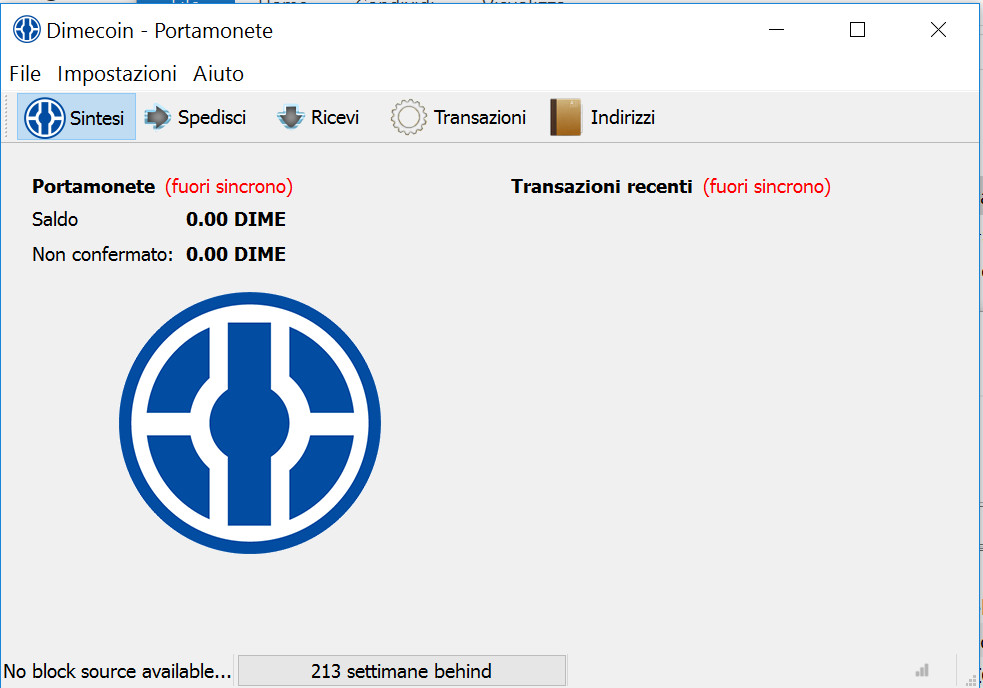 Dimecoin - Portamonete
File Impostazioni Aiuto
Sintesi Spedisci Ricevi Transazioni Indirizzi
Portamonete (fuori sincrono) Transazioni recenti (fuori sincrono)
Saldo 0.00 DIME
Non confermato: 0.00 DIME
No block source available... 213 settimane behind